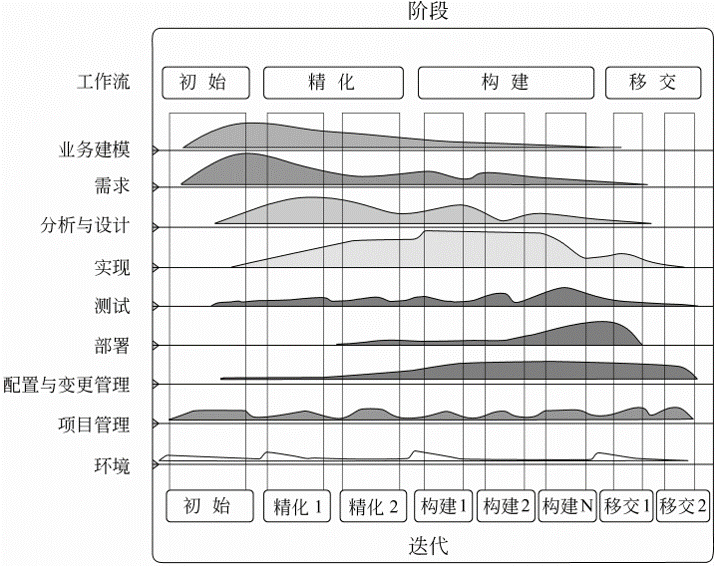 阶段
工作流
初始 精化 构建 移交
业务建模
需求
分析与设计
实现
测试
部署
配置与变更管理
项目管理
环境
初始 精化1 精化2 构建1 构建2 构建N 移交1 移交2
迭代